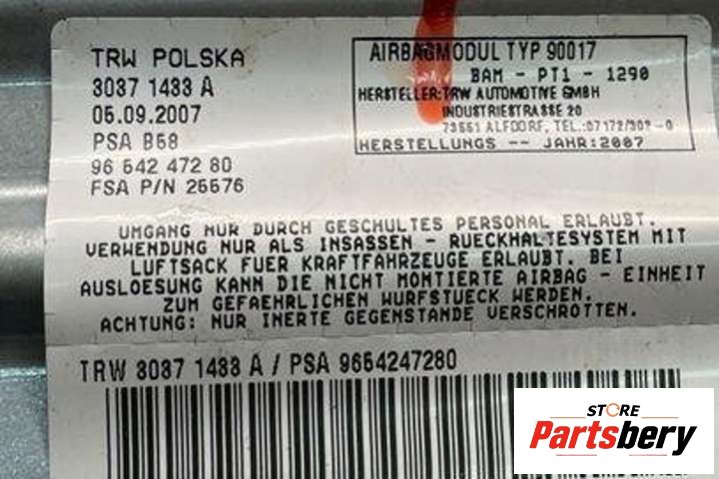 TRW POLSKA
3037 1433 A
05.09.2007
PSA B58
96 542 472 80
FSA P/N 25576
AIRBAGMODUL TYP 90017
BAM - PT1 - 1290
HERSTELLER: TRW AUTOMOTIVE GMBH
INDUSTRIESTRASSE 20
73551 ALFDORF, TEL.:07172/302 -0
HERSTELLUNGS -- JAHR:2007
UMGANG NUR DURCH GESCHULTES PERSONAL ERLAUBT.
VERWENDUNG NUR ALS INSASSEN - RUECKHALTESYSTEM MIT
LUFTSACK FUER KRAFTFAHRZEUGE ERLAUBT. BEI
AUSLOESUNG KANN DIE NICHT MONTIERTE AIRBAG - EINHEIT
ZUM GEFAEHRLICHEN WURFSTUECK WERDEN.
ACHTUNG: NUR INERTE GEGENSTANDE VERSCHROTTEN.
TRW 3037 1433 A / PSA 9654247280
STORE
Partsbery